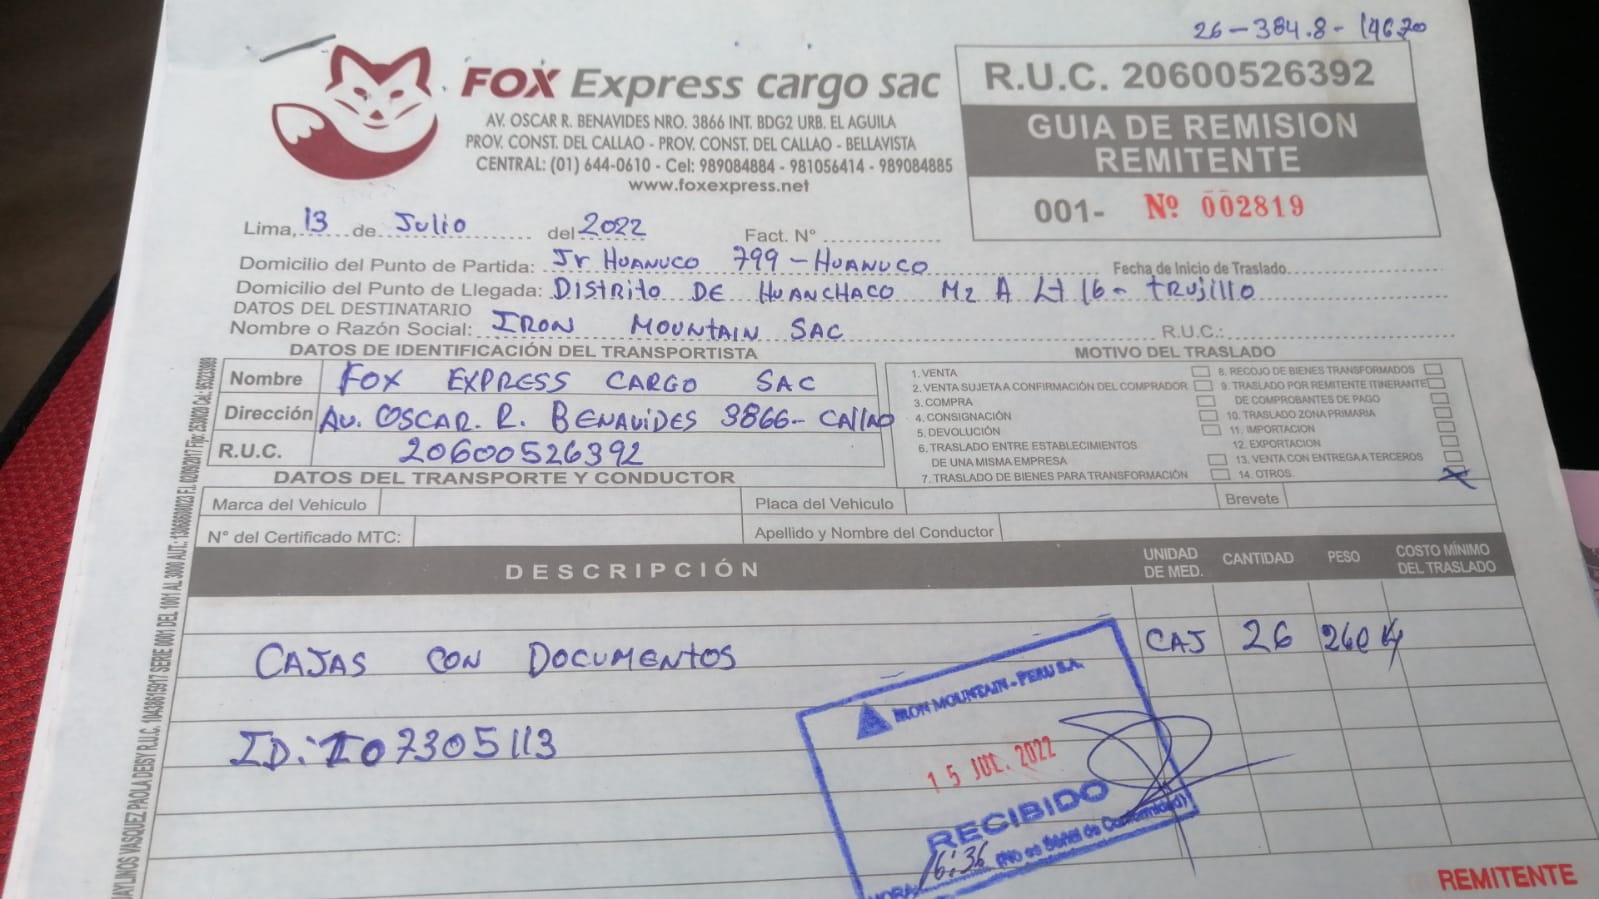 26-384.8-146.70
FOX Express cargo sac
AV. OSCAR R. BENAVIDES NRO. 3866 INT. BDG2 URB. EL AGUILA
PROV. CONST. DEL CALLAO - PROV. CONST. DEL CALLAO - BELLAVISTA
CENTRAL: (01) 644-0610 - Cel: 989084884 - 981056414 - 989084885
www.foxexpress.net
R.U.C. 20600526392
GUIA DE REMISION
REMITENTE
001- Nº 002819
Lima, 13 de Julio del 2022 Fact. N°
Domicilio del Punto de Partida: Jr HUANUCO 799 - HUANUCO Fecha de Inicio de Traslado
Domicilio del Punto de Llegada: DISTRITO DE HUANCHACO Mz A Lt 16 - TRUJILLO
DATOS DEL DESTINATARIO
Nombre o Razón Social: IRON MOUNTAIN SAC R.U.C.:
DATOS DE IDENTIFICACIÓN DEL TRANSPORTISTA
Nombre FOX EXPRESS CARGO SAC
Dirección AV. OSCAR. R. BENAVIDES 3866 - CALLAO
R.U.C. 20600526392
MOTIVO DEL TRASLADO
1. VENTA
2. VENTA SUJETA A CONFIRMACIÓN DEL COMPRADOR
3. COMPRA
4. CONSIGNACIÓN
5. DEVOLUCIÓN
6. TRASLADO ENTRE ESTABLECIMIENTOS
DE UNA MISMA EMPRESA
7. TRASLADO DE BIENES PARA TRANSFORMACIÓN
8. RECOJO DE BIENES TRANSFORMADOS
9. TRASLADO POR REMITENTE ITINERANTE
DE COMPROBANTES DE PAGO
10. TRASLADO ZONA PRIMARIA
11. IMPORTACION
12. EXPORTACION
13. VENTA CON ENTREGA A TERCEROS
14. OTROS.
DATOS DEL TRANSPORTE Y CONDUCTOR
Marca del Vehiculo Placa del Vehiculo Brevete
N° del Certificado MTC: Apellido y Nombre del Conductor
DESCRIPCIÓN UNIDAD DE MED. CANTIDAD PESO COSTO MÍNIMO DEL TRASLADO
CAJAS CON DOCUMENTOS CAJ 26 260 K
ID: I07305113
IRON MOUNTAIN - PERU S.A.
15 JUL. 2022
RECIBIDO
(No es Señal de Conformidad)
HORA: 16:36
REMITENTE